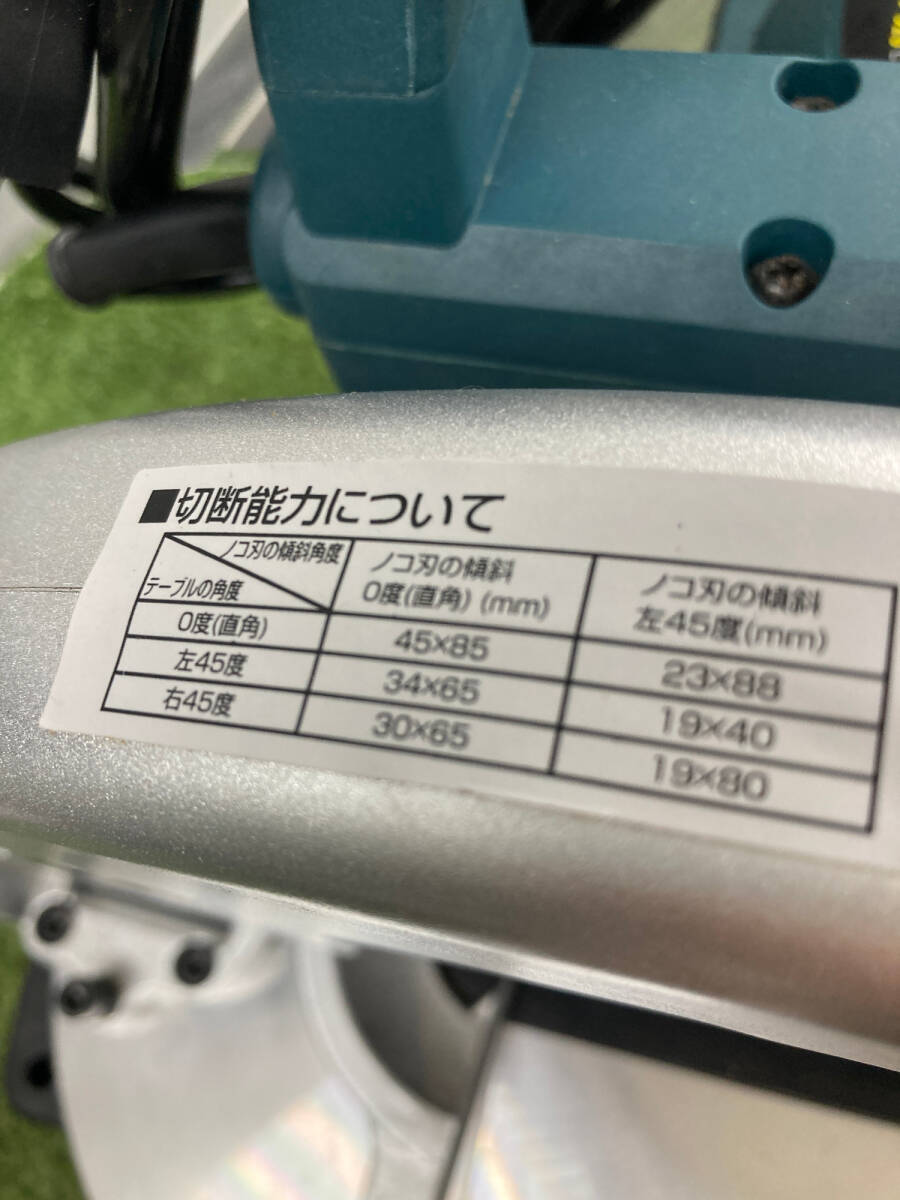 ■切断能力について
ノコ刃の傾斜角度
テーブルの角度
ノコ刃の傾斜
0度(直角) (mm)
ノコ刃の傾斜
左45度(mm)
0度(直角)
45×85
23×88
左45度
34×65
19×40
右45度
30×65
19×80